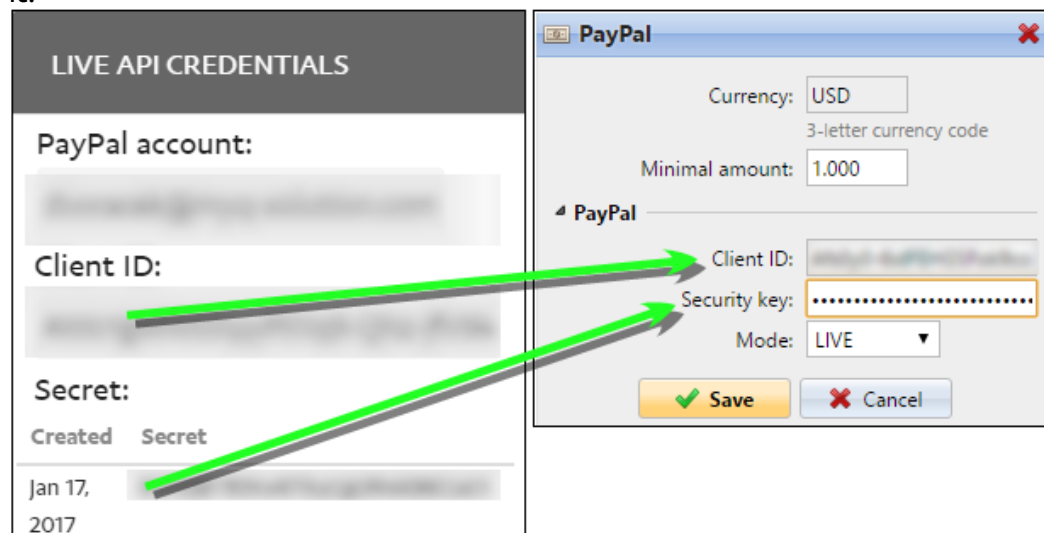 LIVE API CREDENTIALS
PayPal account:
Client ID:
Secret:
Created Secret
Jan 17,
2017
PayPal
Currency: USD
3-letter currency code
Minimal amount: 1.000
PayPal
Client ID:
Security key:
Mode: LIVE
Save Cancel